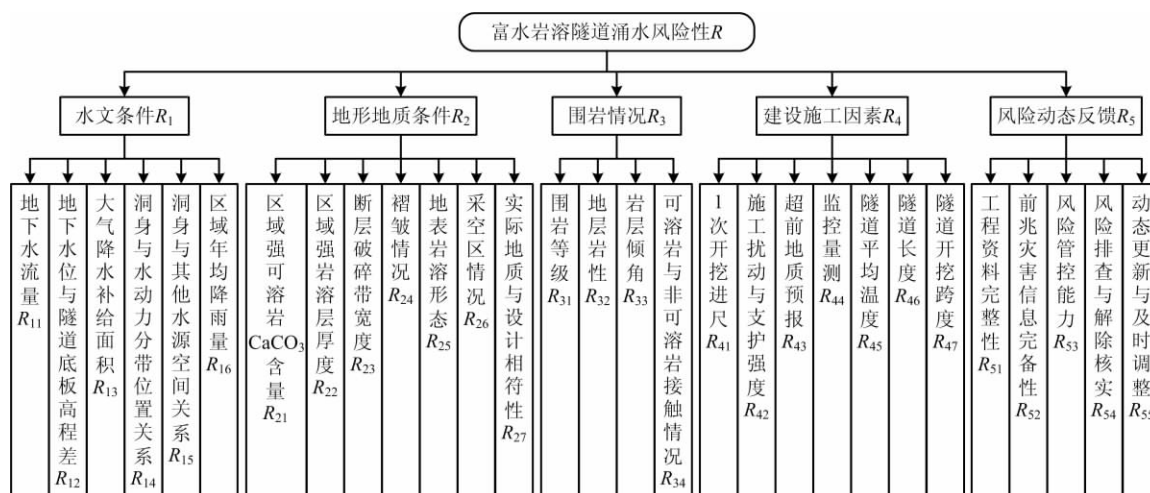 富水岩溶隧道涌水风险性R
水文条件R1
地形地质条件R2
围岩情况R3
建设施工因素R4
风险动态反馈R5
地下水流量R11
地下水位与隧道底板高程差R12
大气降水补给面积R13
洞身与水动力分带位置关系R14
洞身与其他水源空间关系R15
区域年均降雨量R16
区域强可溶岩CaCO3含量R21
区域强岩溶层厚度R22
断层破碎带宽度R23
褶皱情况R24
地表岩溶形态R25
采空区情况R26
实际地质与设计相符性R27
围岩等级R31
地层岩性R32
岩层倾角R33
可溶岩与非可溶岩接触情况R34
1次开挖进尺R41
施工扰动与支护强度R42
超前地质预报R43
监控量测R44
隧道平均温度R45
隧道长度R46
隧道开挖跨度R47
工程资料完整性R51
前兆灾害信息完备性R52
风险管控能力R53
风险排查与解除核实R54
动态更新与及时调整R55